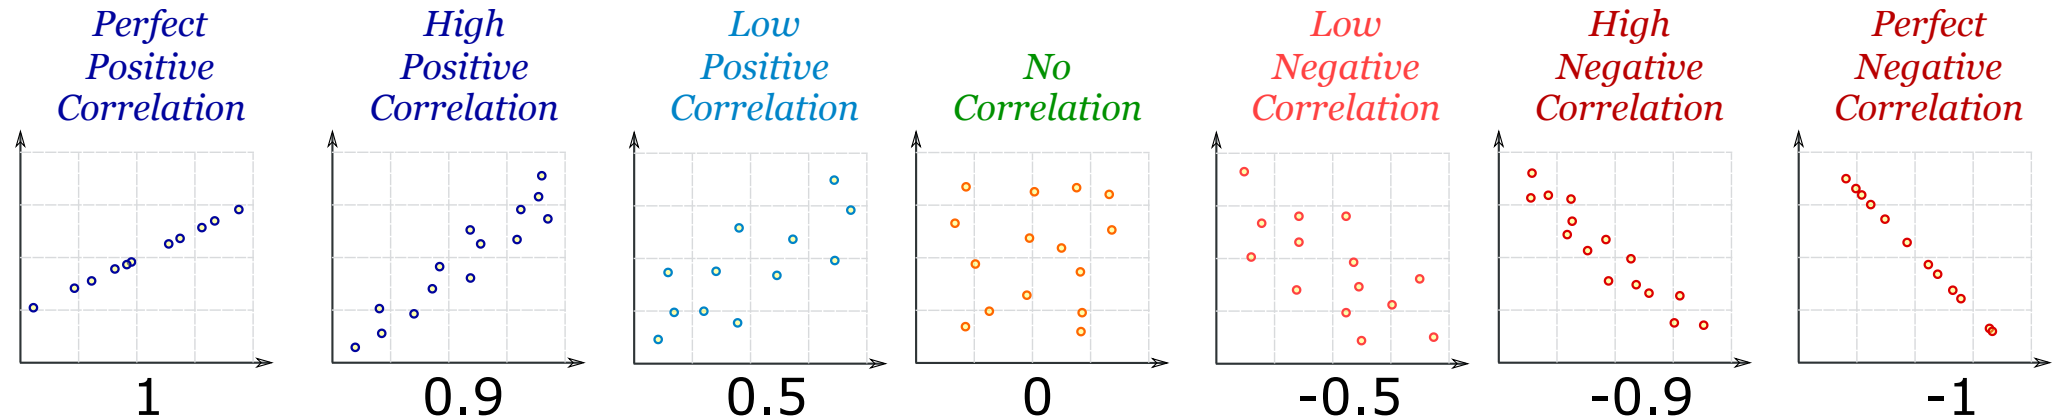 Perfect
Positive
Correlation
1
High
Positive
Correlation
0.9
Low
Positive
Correlation
0.5
No
Correlation
0
Low
Negative
Correlation
-0.5
High
Negative
Correlation
-0.9
Perfect
Negative
Correlation
-1